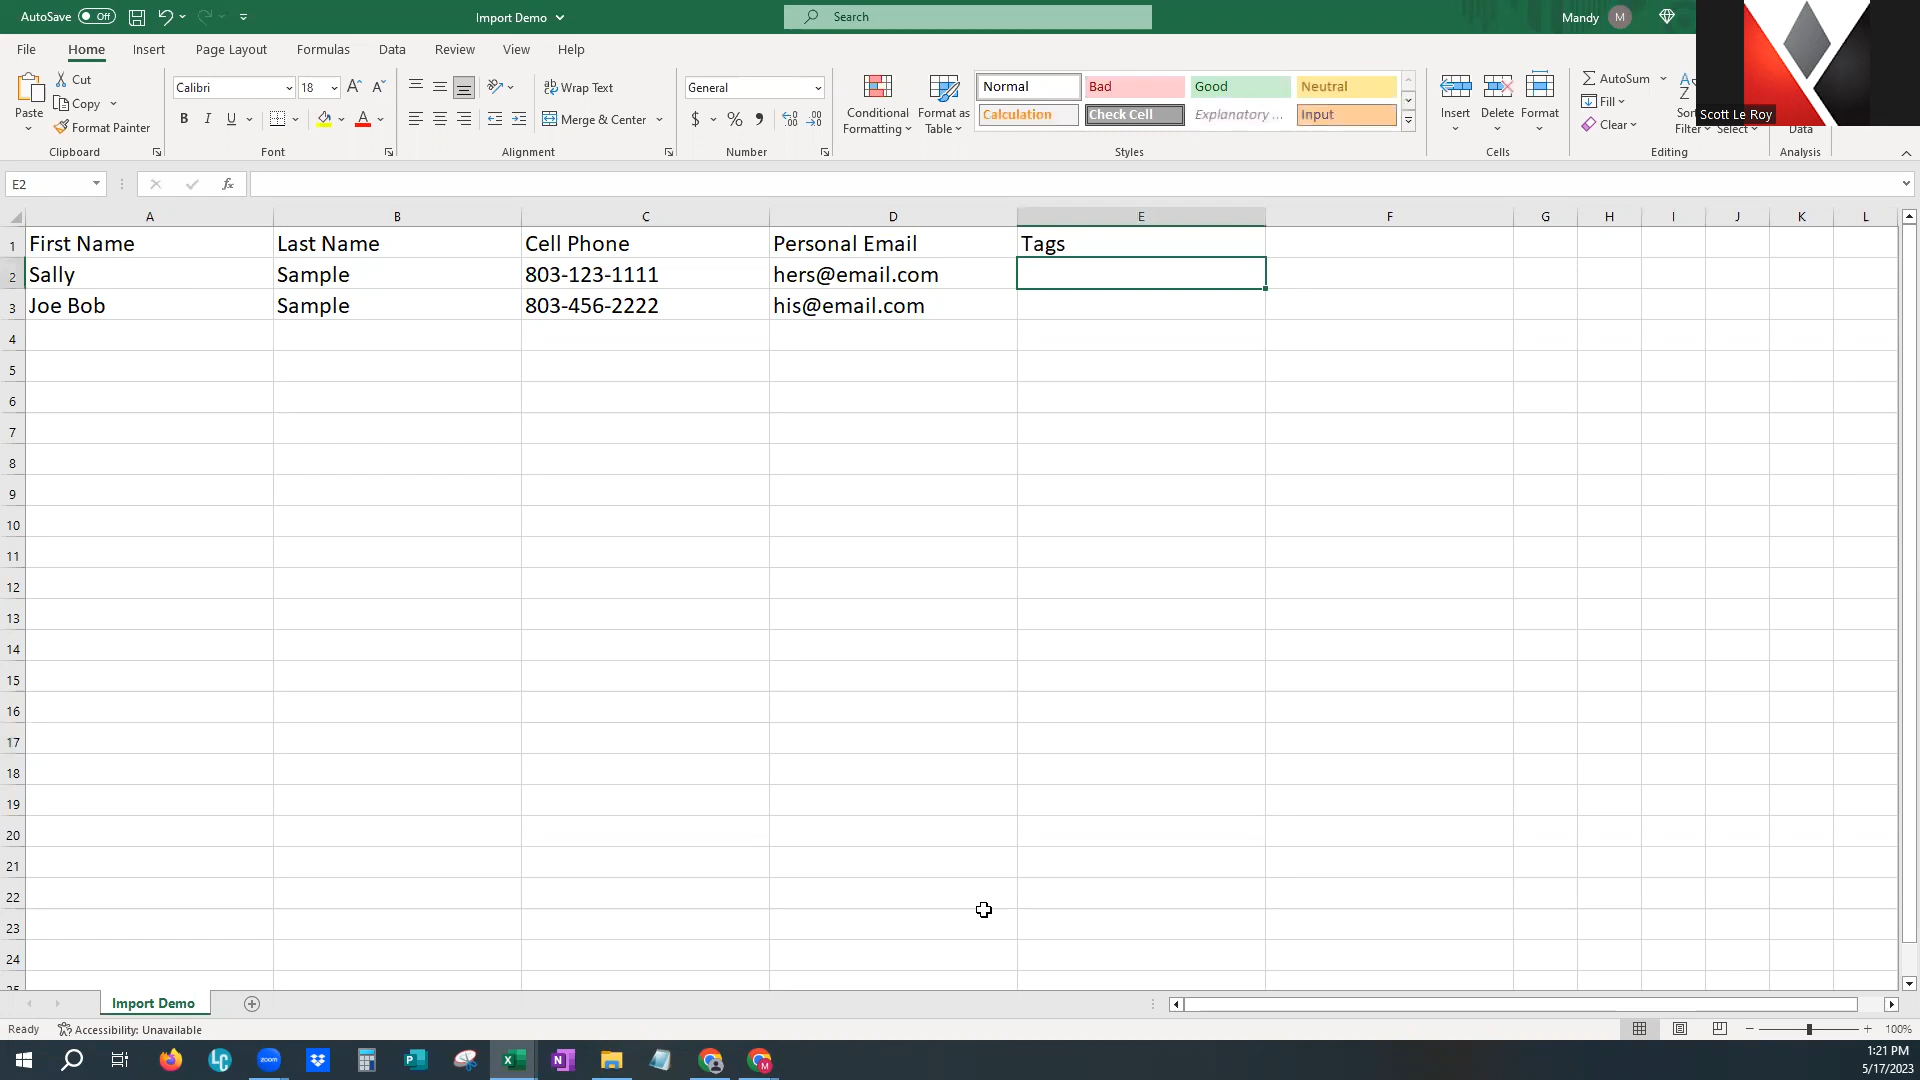 AutoSave Off Import Demo Search Mandy M
File Home Insert Page Layout Formulas Data Review View Help
Paste Cut Copy Format Painter Clipboard
Calibri 18 A A B I U A Font
Wrap Text Merge & Center Alignment
General $ % 9 Number
Conditional Formatting Format as Table
Normal Bad Good Neutral
Calculation Check Cell Explanatory ... Input
Styles
Insert Delete Format Cells
AutoSum Fill Clear Filter Select Editing
Data Analysis
Scott Le Roy
E2 fx
A B C D E F G H I J K L
1 First Name Last Name Cell Phone Personal Email Tags
2 Sally Sample 803-123-1111 hers@email.com
3 Joe Bob Sample 803-456-2222 his@email.com
4
5
6
7
8
9
10
11
12
13
14
15
16
17
18
19
20
21
22
23
24
Import Demo
Ready Accessibility: Unavailable 100%
LC zoom P X N M
1:21 PM
5/17/2023